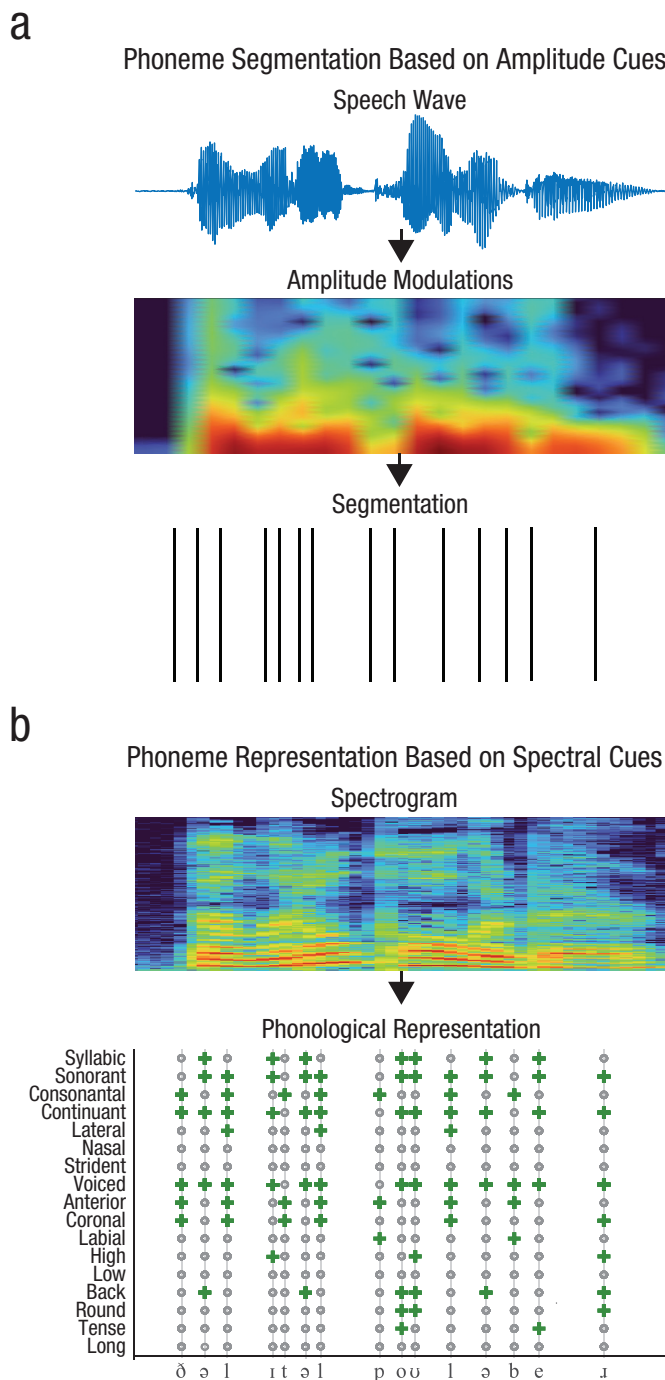 a
Phoneme Segmentation Based on Amplitude Cues
Speech Wave
Amplitude Modulations
Segmentation
b
Phoneme Representation Based on Spectral Cues
Spectrogram
Phonological Representation
Syllabic
Sonorant
Consonantal
Continuant
Lateral
Nasal
Strident
Voiced
Anterior
Coronal
Labial
High
Low
Back
Round
Tense
Long
ð ə l ɪ t ə l p o ʊ l ə b e ɹ